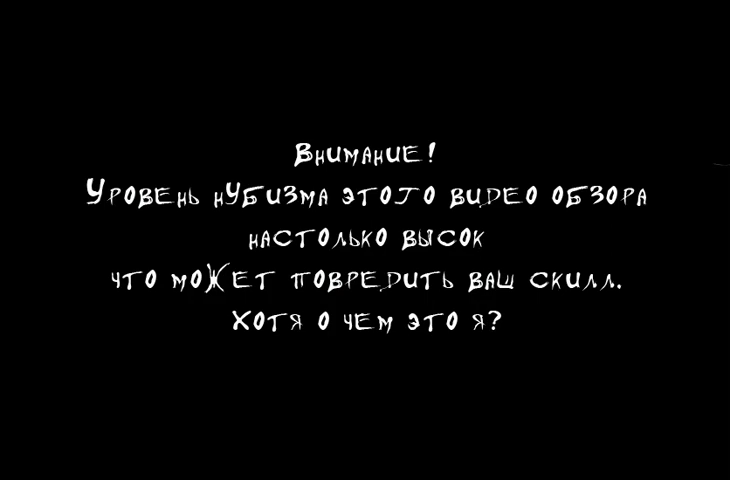 Внимание!
Уровень нубизма этого видео обзора
настолько высок
что может повредить ваш скилл.
Хотя о чем это я?